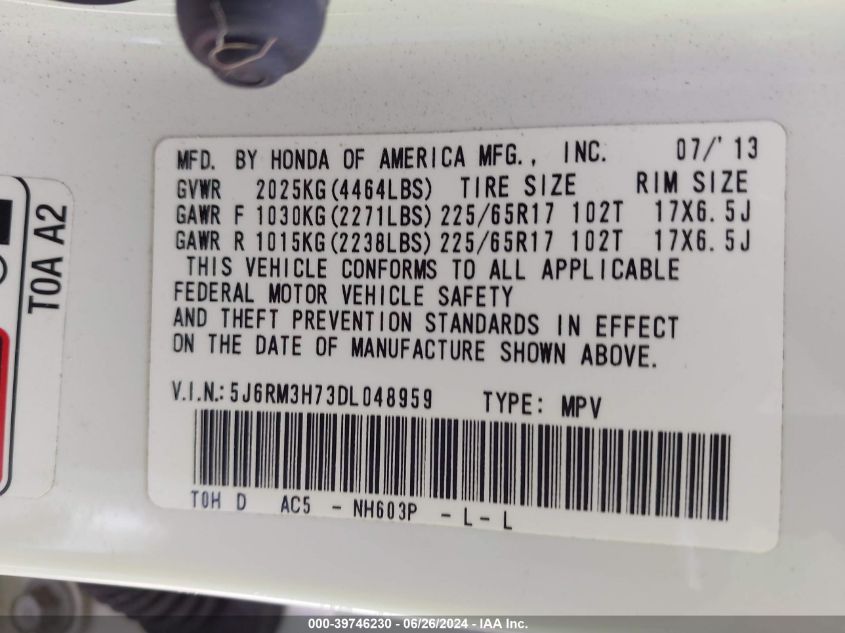 MFD. BY HONDA OF AMERICA MFG., INC. 07/'13
GVWR 2025KG(4464LBS) TIRE SIZE RIM SIZE
GAWR F 1030KG(2271LBS) 225/65R17 102T 17X6.5J
GAWR R 1015KG(2238LBS) 225/65R17 102T 17X6.5J
THIS VEHICLE CONFORMS TO ALL APPLICABLE
FEDERAL MOTOR VEHICLE SAFETY
AND THEFT PREVENTION STANDARDS IN EFFECT
ON THE DATE OF MANUFACTURE SHOWN ABOVE.
V.I.N.: 5J6RM3H73DL048959 TYPE: MPV
T0H D AC5 - NH603P - L - L
T0A A2
000-39746230 - 06/26/2024 - IAA Inc.